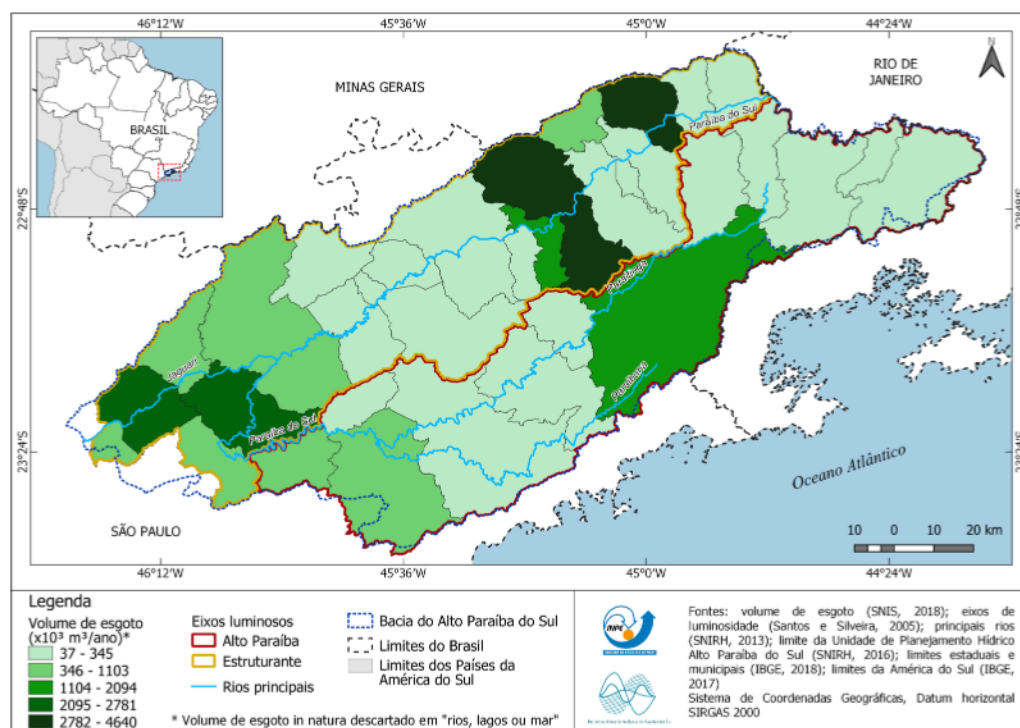 46°12'W 45°36'W 45°0'W 44°24'W
N
MINAS GERAIS
RIO DE
JANEIRO
BRASIL
Paraíba do Sul
22°48'S
22°48'S
Paraitinga
Jaguari
Paraibuna
Paraíba do Sul
23°24'S
23°24'S
Oceano Atlântico
SÃO PAULO
10 0 10 20 km
46°12'W 45°36'W 45°0'W 44°24'W
Legenda
Volume de esgoto
(x10³ m³/ano)*
37 - 345
346 - 1103
1104 - 2094
2095 - 2781
2782 - 4640
Eixos luminosos
Alto Paraíba
Estruturante
Rios principais
Bacia do Alto Paraíba do Sul
Limites do Brasil
Limites dos Países da
América do Sul
* Volume de esgoto in natura descartado em "rios, lagos ou mar"
INPE
Fontes: volume de esgoto (SNIS, 2018); eixos de
luminosidade (Santos e Silveira, 2005); principais rios
(SNIRH, 2013); limite da Unidade de Planejamento Hídrico
Alto Paraíba do Sul (SNIRH, 2016); limites estaduais e
municipais (IBGE, 2018); limites da América do Sul (IBGE,
2017)
Sistema de Coordenadas Geográficas, Datum horizontal
SIRGAS 2000